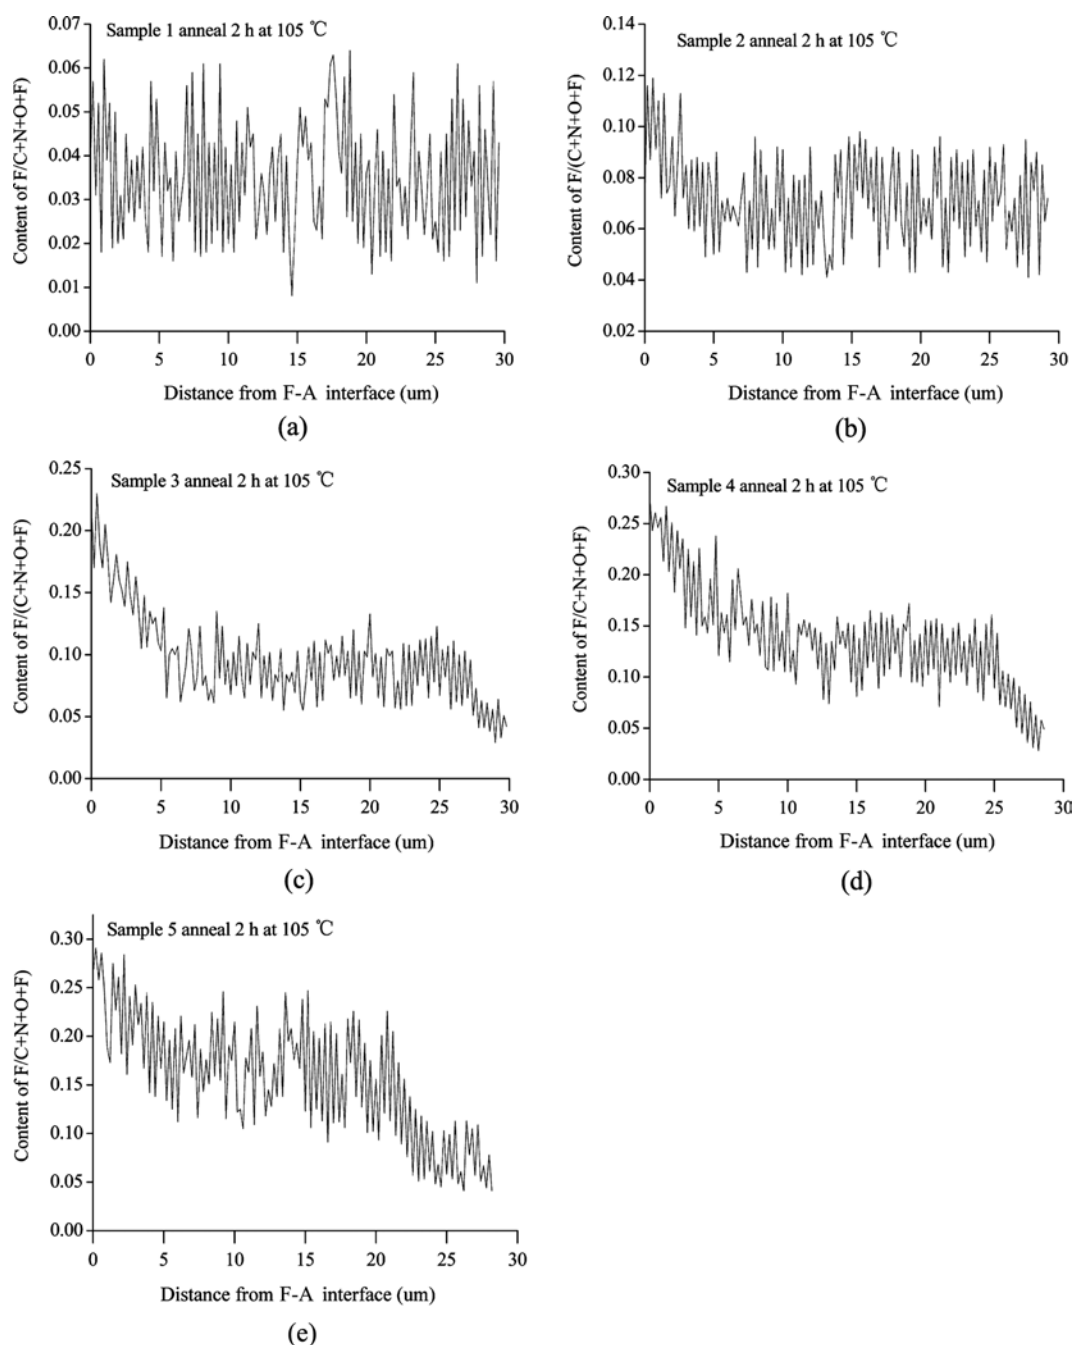 Sample 1 anneal 2 h at 105 ℃
Content of F/C+N+O+F)
0.07
0.06
0.05
0.04
0.03
0.02
0.01
0.00
0 5 10 15 20 25 30
Distance from F-A interface (um)
(a)
Sample 2 anneal 2 h at 105 ℃
Content of F/(C+N+O+F)
0.14
0.12
0.10
0.08
0.06
0.04
0.02
0 5 10 15 20 25 30
Distance from F-A interface (um)
(b)
Sample 3 anneal 2 h at 105 ℃
Content of F/(C+N+O+F)
0.25
0.20
0.15
0.10
0.05
0.00
0 5 10 15 20 25 30
Distance from F-A interface (um)
(c)
Sample 4 anneal 2 h at 105 ℃
Content of F/C+N+O+F)
0.30
0.25
0.20
0.15
0.10
0.05
0.00
0 5 10 15 20 25 30
Distance from F-A interface (um)
(d)
Sample 5 anneal 2 h at 105 ℃
Content of F/C+N+O+F)
0.30
0.25
0.20
0.15
0.10
0.05
0.00
0 5 10 15 20 25 30
Distance from F-A interface (um)
(e)